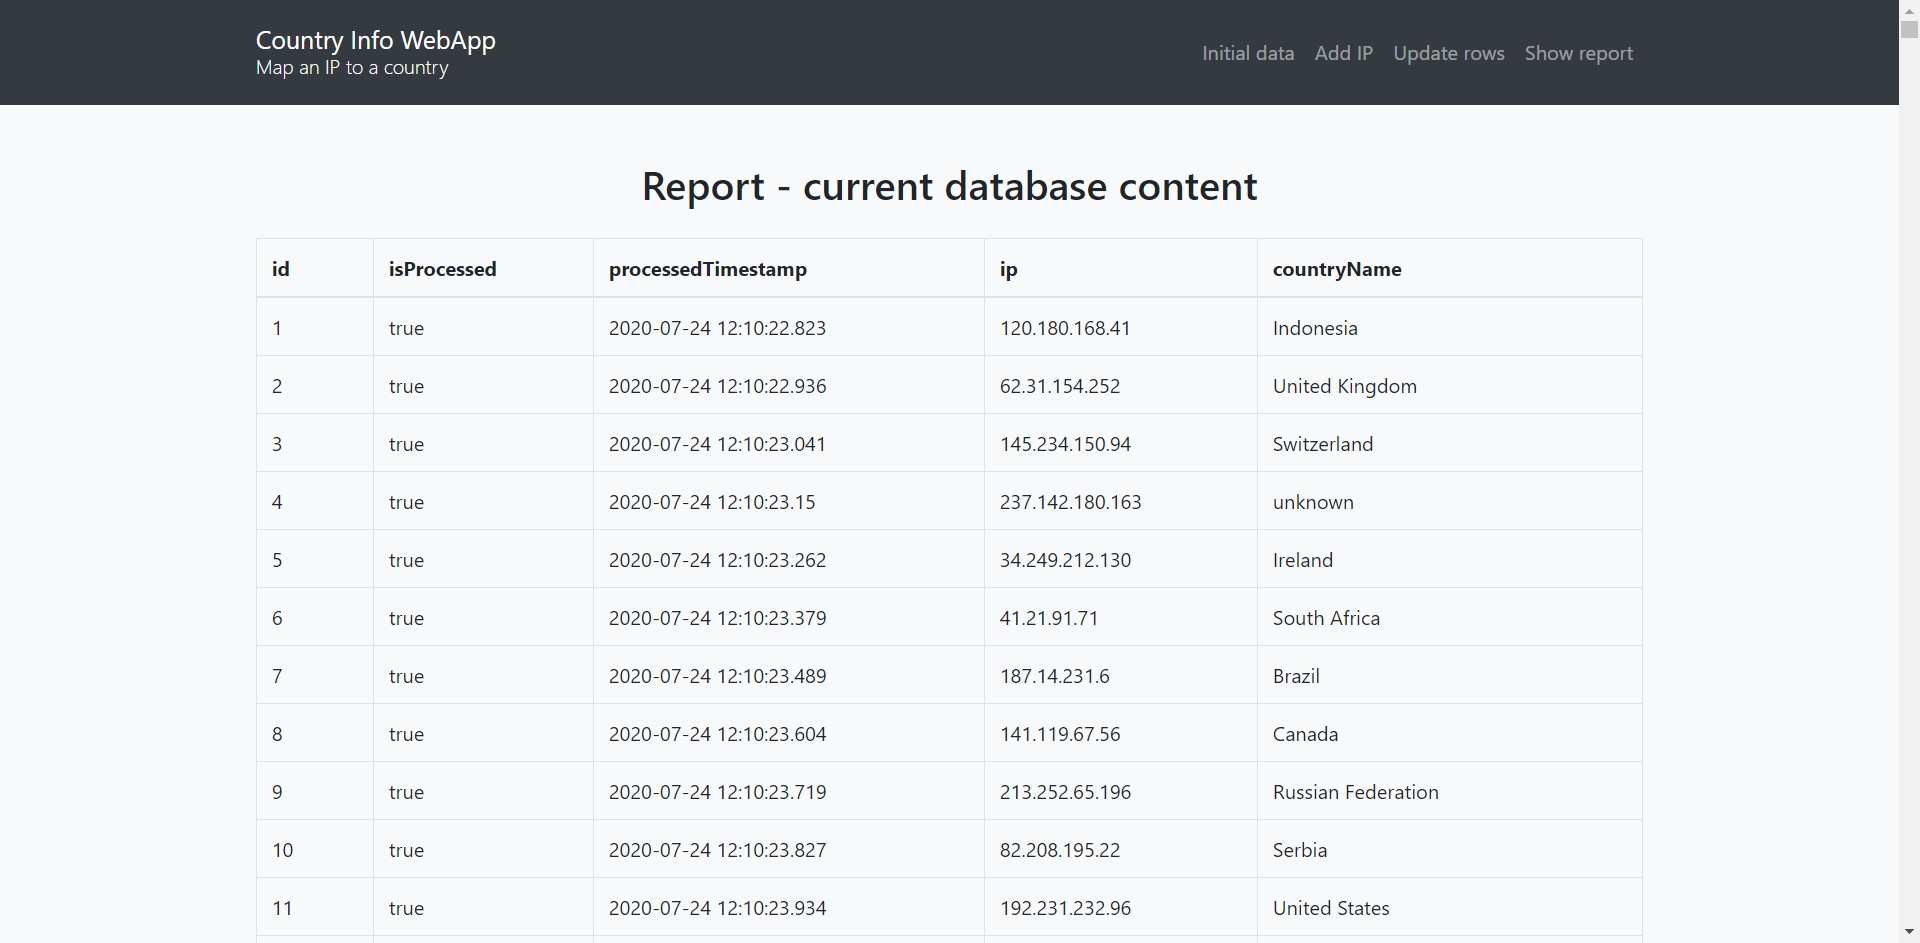 Country Info WebApp
Map an IP to a country
Initial data Add IP Update rows Show report
Report - current database content
id isProcessed processedTimestamp ip countryName
1 true 2020-07-24 12:10:22.823 120.180.168.41 Indonesia
2 true 2020-07-24 12:10:22.936 62.31.154.252 United Kingdom
3 true 2020-07-24 12:10:23.041 145.234.150.94 Switzerland
4 true 2020-07-24 12:10:23.15 237.142.180.163 unknown
5 true 2020-07-24 12:10:23.262 34.249.212.130 Ireland
6 true 2020-07-24 12:10:23.379 41.21.91.71 South Africa
7 true 2020-07-24 12:10:23.489 187.14.231.6 Brazil
8 true 2020-07-24 12:10:23.604 141.119.67.56 Canada
9 true 2020-07-24 12:10:23.719 213.252.65.196 Russian Federation
10 true 2020-07-24 12:10:23.827 82.208.195.22 Serbia
11 true 2020-07-24 12:10:23.934 192.231.232.96 United States